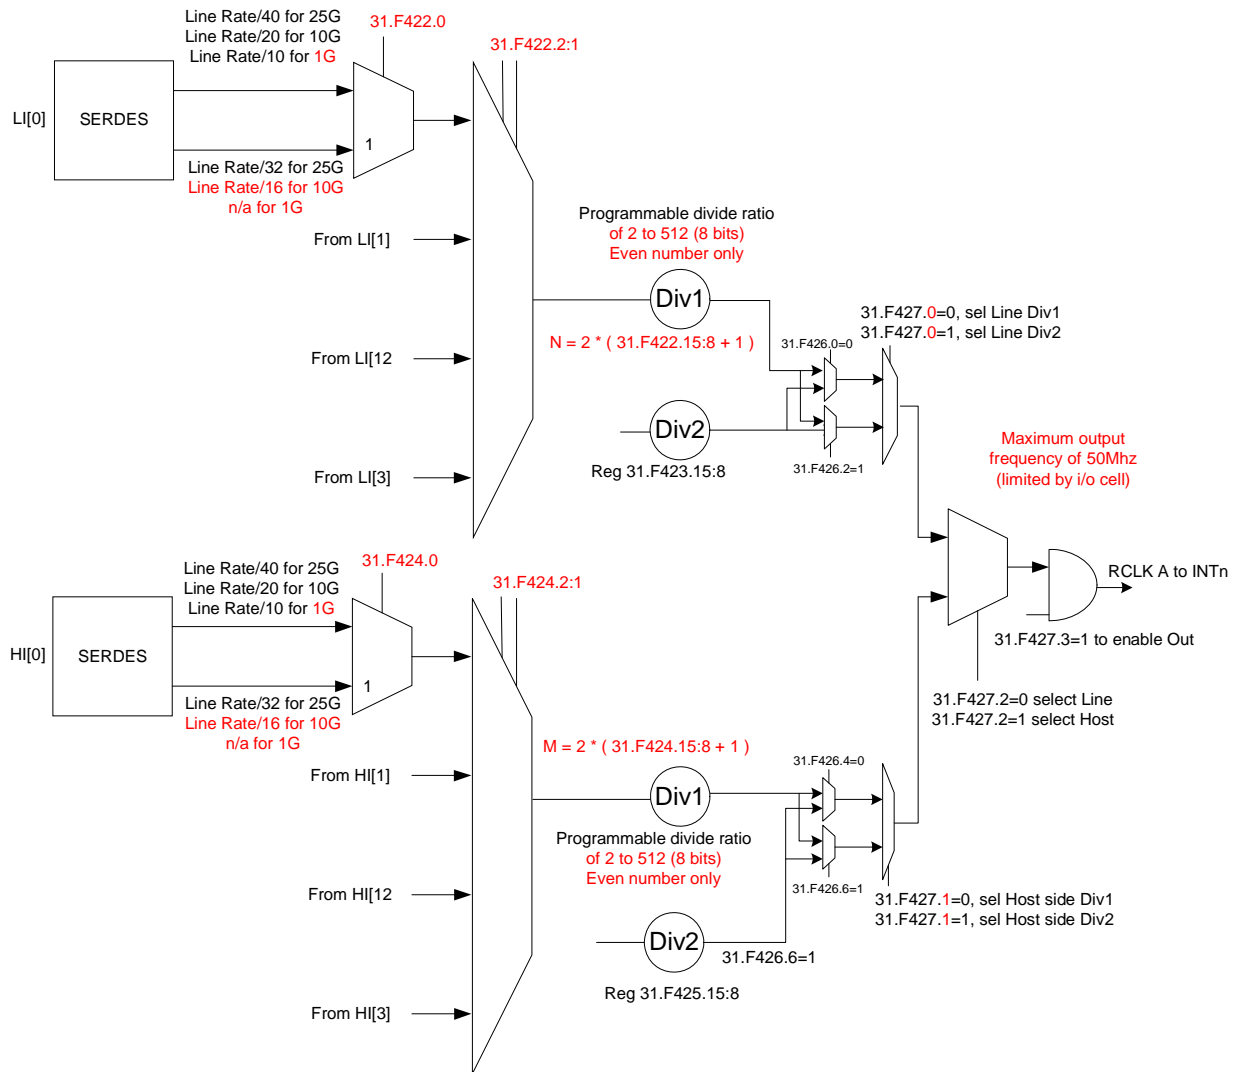 Line Rate/40 for 25G
Line Rate/20 for 10G
Line Rate/10 for 1G
31.F422.0
31.F422.2:1
LI[0]
SERDES
1
Line Rate/32 for 25G
Line Rate/16 for 10G
n/a for 1G
From LI[1]
From LI[12
From LI[3]
Programmable divide ratio
of 2 to 512 (8 bits)
Even number only
Div1
N = 2 * ( 31.F422.15:8 + 1 )
Div2
Reg 31.F423.15:8
31.F426.0=0
31.F426.2=1
31.F427.0=0, sel Line Div1
31.F427.0=1, sel Line Div2
Maximum output
frequency of 50Mhz
(limited by i/o cell)
RCLK A to INTn
31.F427.3=1 to enable Out
31.F427.2=0 select Line
31.F427.2=1 select Host
Line Rate/40 for 25G
Line Rate/20 for 10G
Line Rate/10 for 1G
31.F424.0
31.F424.2:1
HI[0]
SERDES
1
Line Rate/32 for 25G
Line Rate/16 for 10G
n/a for 1G
From HI[1]
From HI[12
From HI[3]
M = 2 * ( 31.F424.15:8 + 1 )
Div1
Programmable divide ratio
of 2 to 512 (8 bits)
Even number only
Div2
31.F426.6=1
Reg 31.F425.15:8
31.F426.4=0
31.F426.6=1
31.F427.1=0, sel Host side Div1
31.F427.1=1, sel Host side Div2